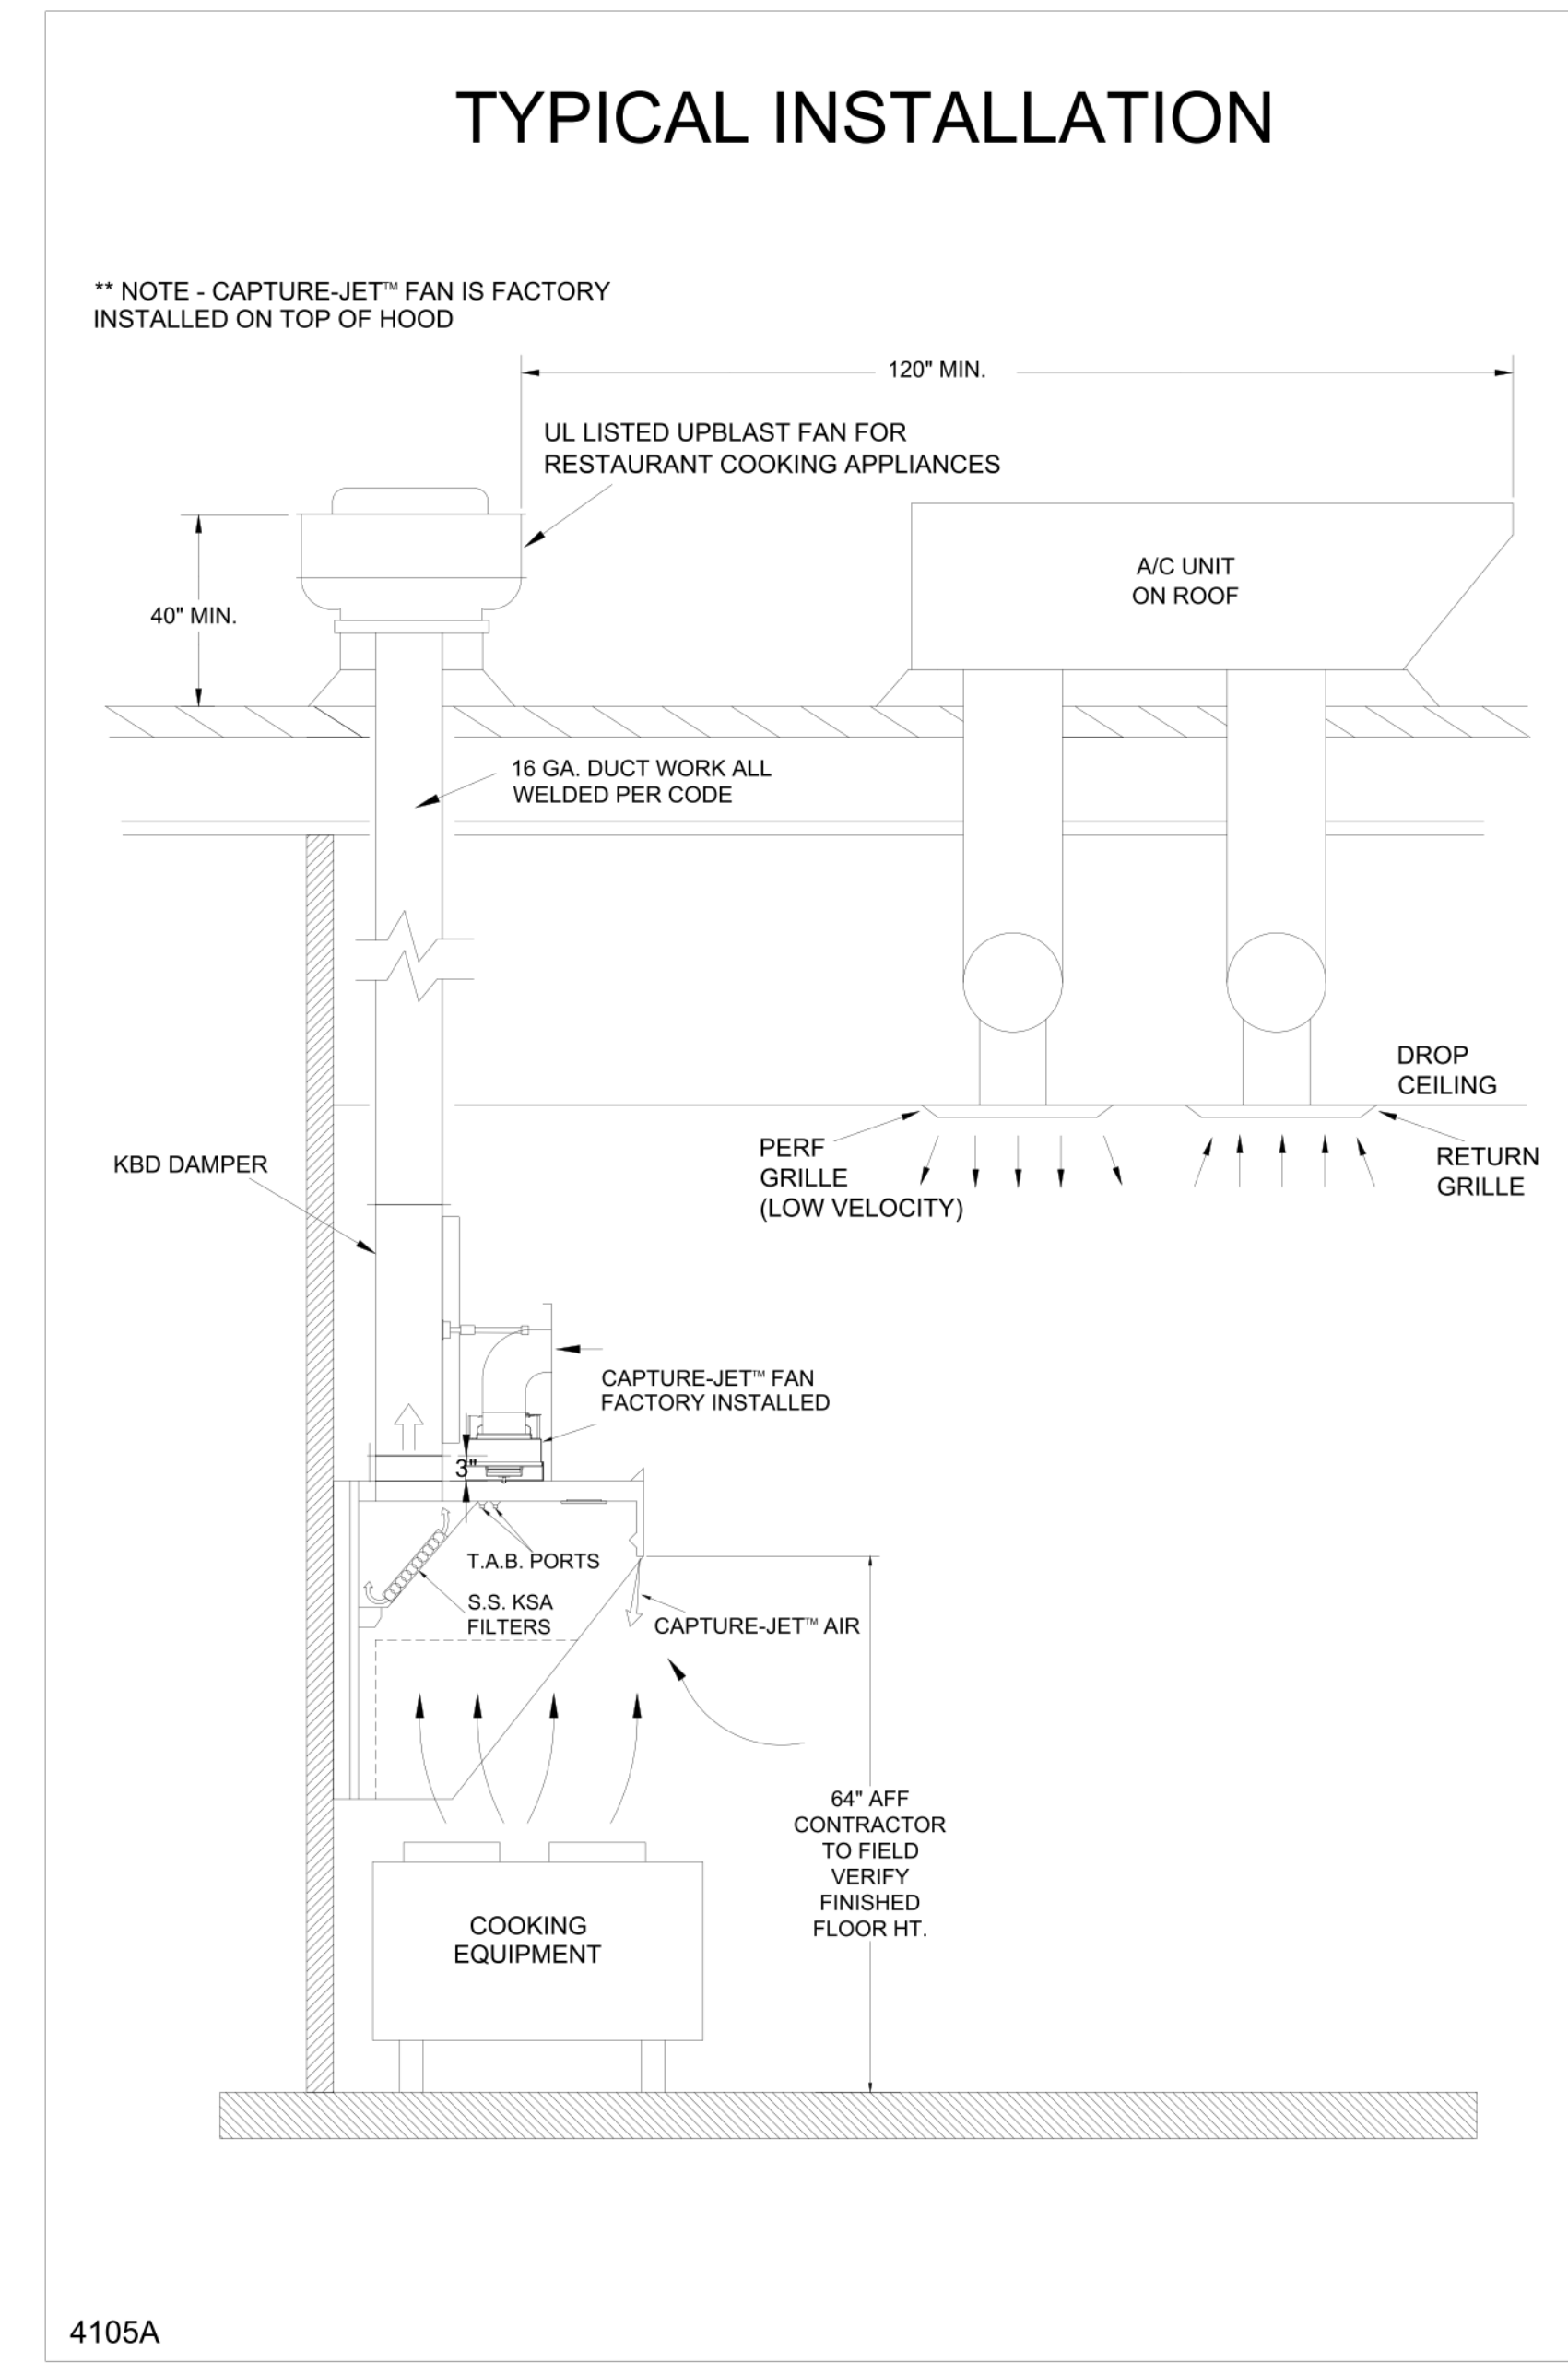 TYPICAL INSTALLATION
** NOTE - CAPTURE-JET™ FAN IS FACTORY
INSTALLED ON TOP OF HOOD
120" MIN.
UL LISTED UPBLAST FAN FOR
RESTAURANT COOKING APPLIANCES
A/C UNIT
ON ROOF
40" MIN.
16 GA. DUCT WORK ALL
WELDED PER CODE
DROP
CEILING
PERF
GRILLE
(LOW VELOCITY)
RETURN
GRILLE
KBD DAMPER
CAPTURE-JET™ FAN
FACTORY INSTALLED
3"
T.A.B. PORTS
S.S. KSA
FILTERS
CAPTURE-JET™ AIR
64" AFF
CONTRACTOR
TO FIELD
VERIFY
FINISHED
FLOOR HT.
COOKING
EQUIPMENT
4105A